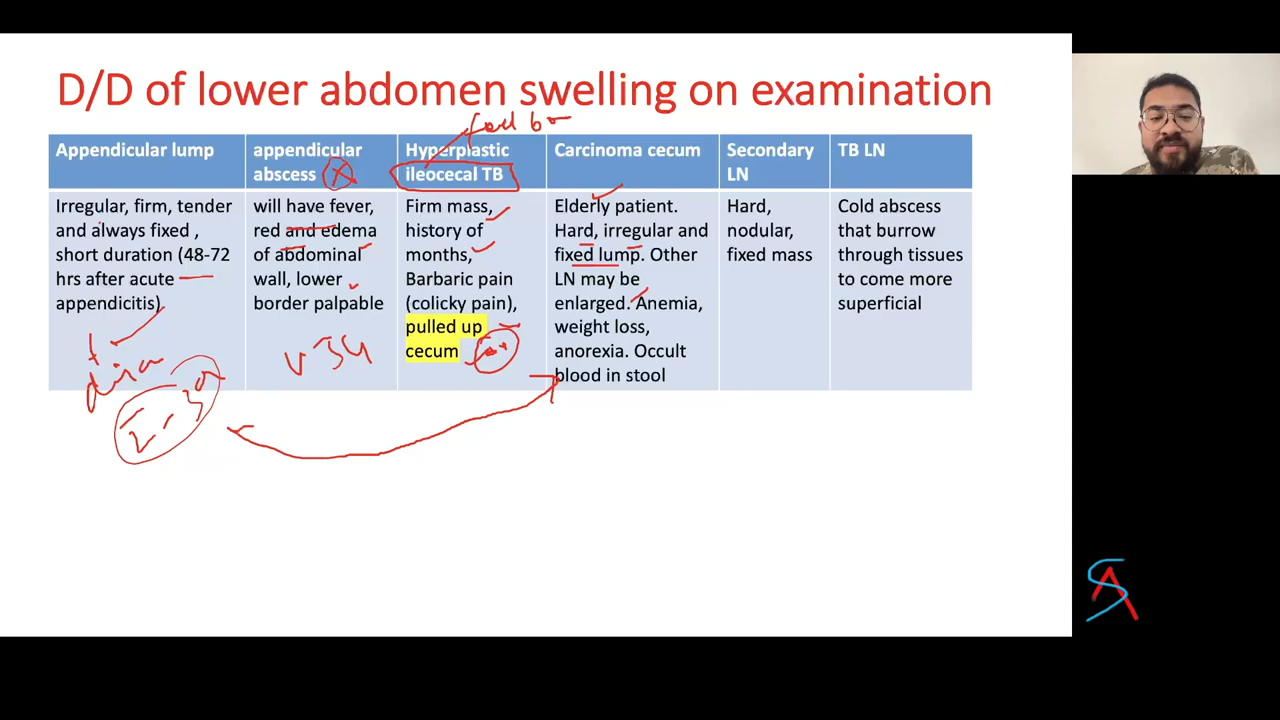 D/D of lower abdomen swelling on examination
Appendicular lump
appendicular
abscess
Hyperplastic
ileocecal TB
Carcinoma cecum
Secondary
LN
TB LN
Irregular, firm, tender
and always fixed ,
short duration (48-72
hrs after acute
appendicitis)
will have fever,
red and edema
of abdominal
wall, lower
border palpable
Firm mass,
history of
months,
Barbaric pain
(colicky pain),
pulled up
cecum
Elderly patient.
Hard, irregular and
fixed lump. Other
LN may be
enlarged. Anemia,
weight loss,
anorexia. Occult
blood in stool
Hard,
nodular,
fixed mass
Cold abscess
that burrow
through tissues
to come more
superficial